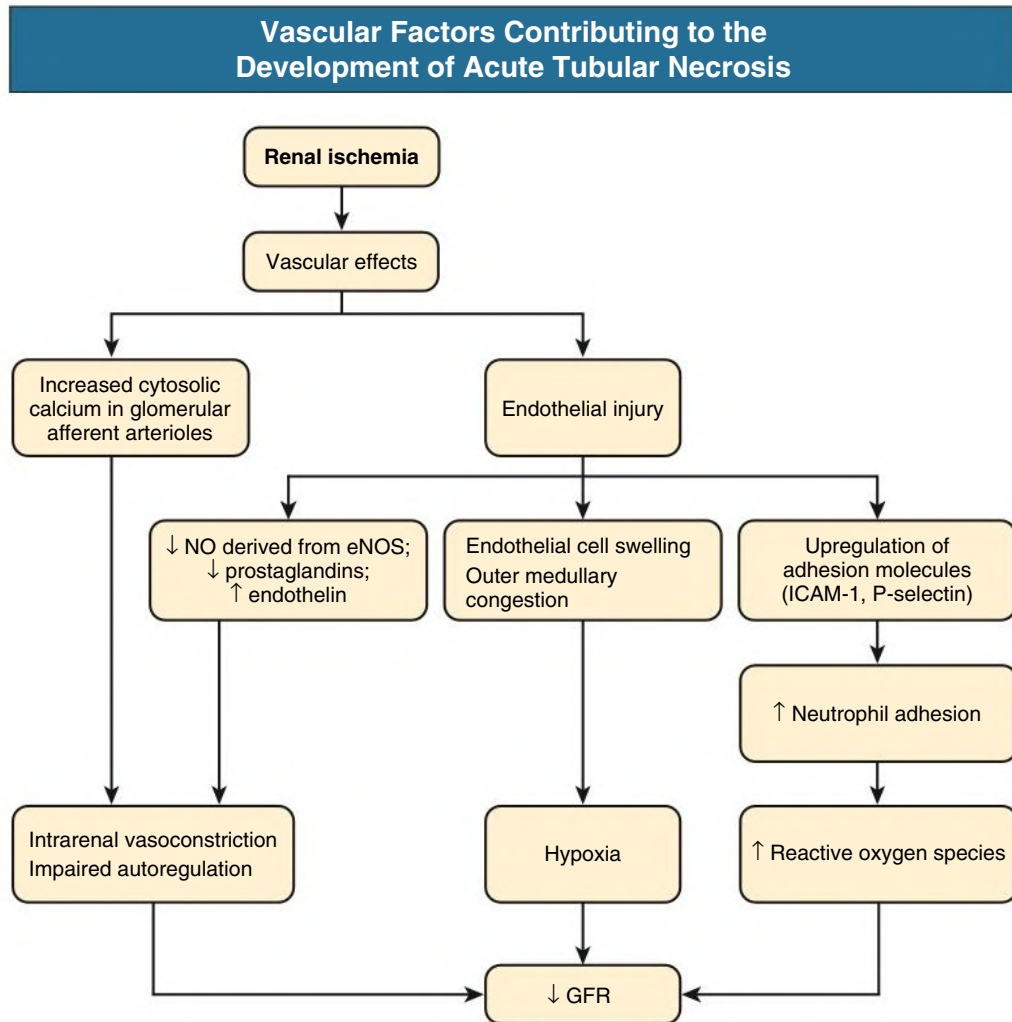 Vascular Factors Contributing to the
Development of Acute Tubular Necrosis
Renal ischemia
Vascular effects
Increased cytosolic
calcium in glomerular
afferent arterioles
Endothelial injury
↓ NO derived from eNOS;
↓ prostaglandins;
↑ endothelin
Endothelial cell swelling
Outer medullary
congestion
Upregulation of
adhesion molecules
(ICAM-1, P-selectin)
↑ Neutrophil adhesion
Intrarenal vasoconstriction
Impaired autoregulation
Hypoxia
↑ Reactive oxygen species
↓ GFR